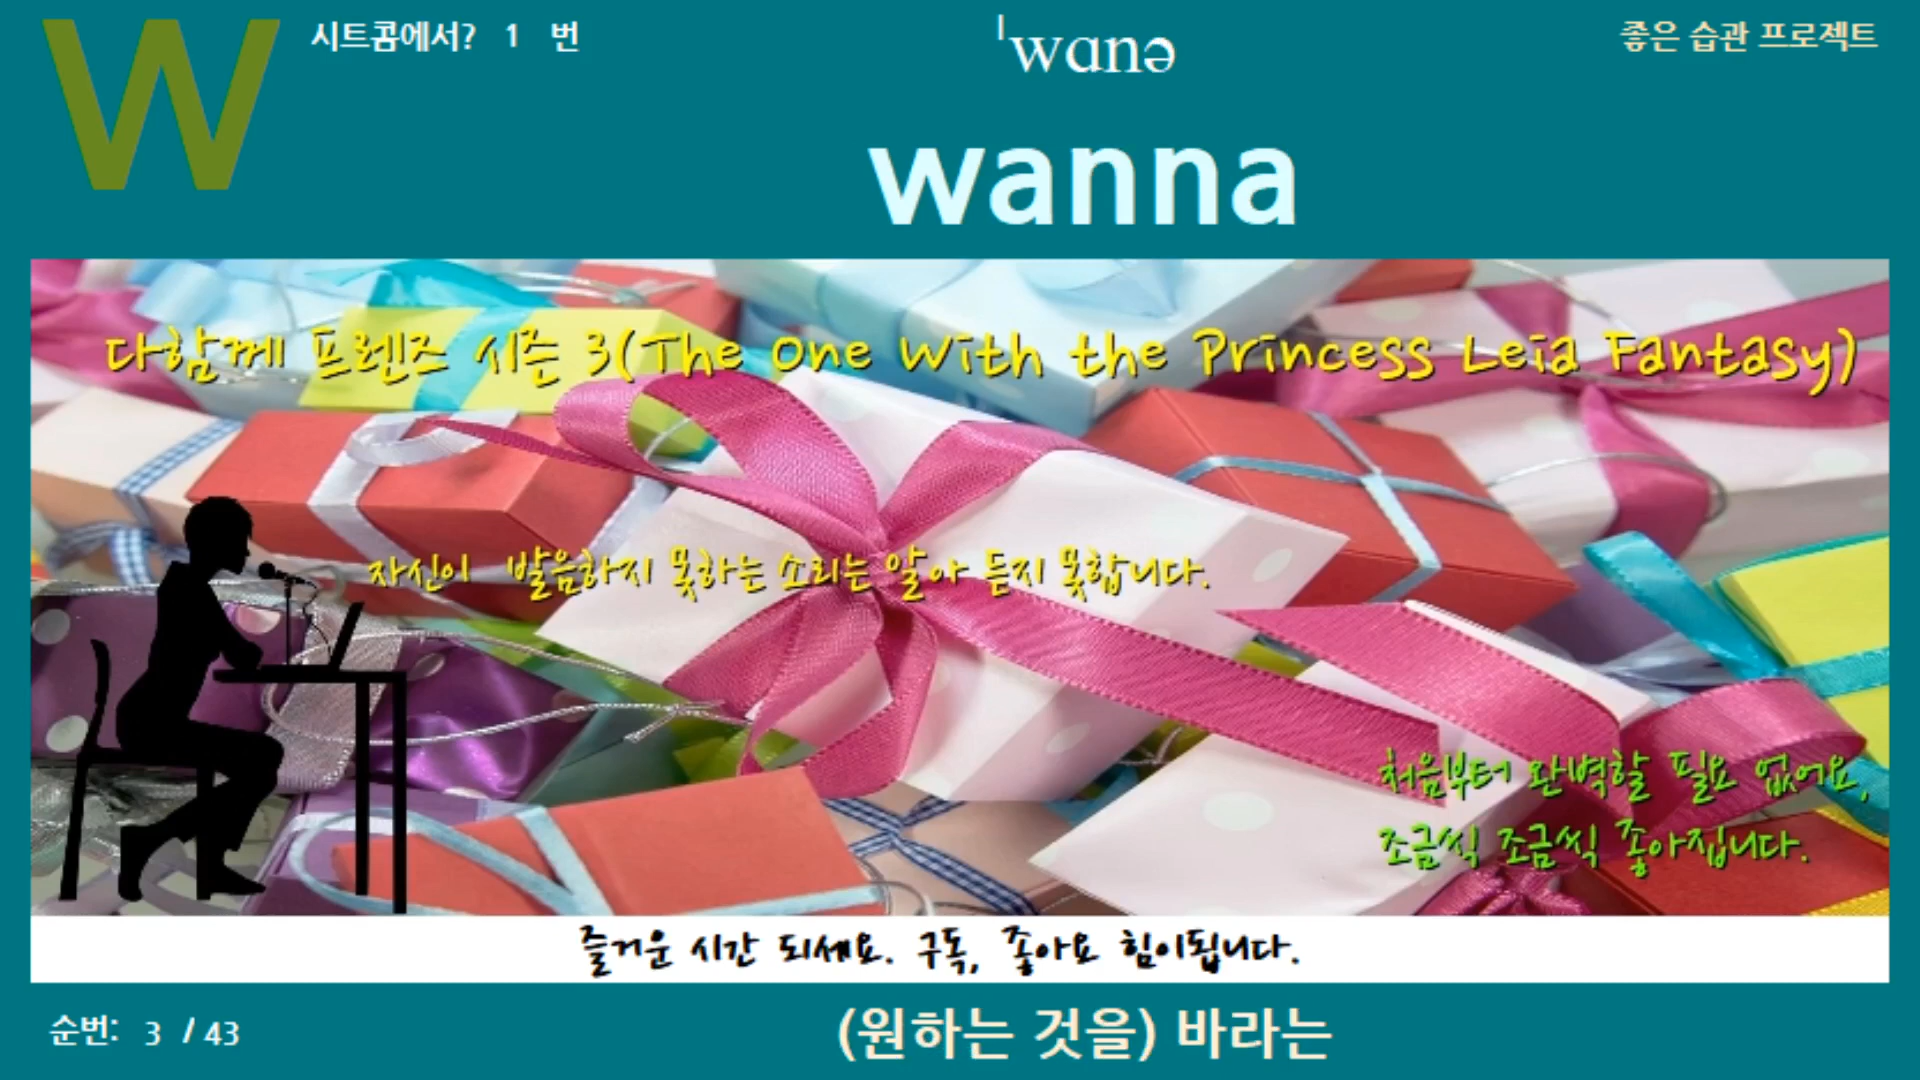 W
시트콤에서? 1 번
ˈwɑnə
좋은 습관 프로젝트
wanna
다함께 프렌즈 시즌 3(The One With the Princess Leia Fantasy)
자신이 발음하지 못하는 소리는 알아 듣지 못합니다.
처음부터 완벽할 필요 없어요,
조금씩 조금씩 좋아집니다.
즐거운 시간 되세요. 구독, 좋아요 힘이됩니다.
순번: 3 / 43
(원하는 것을) 바라는